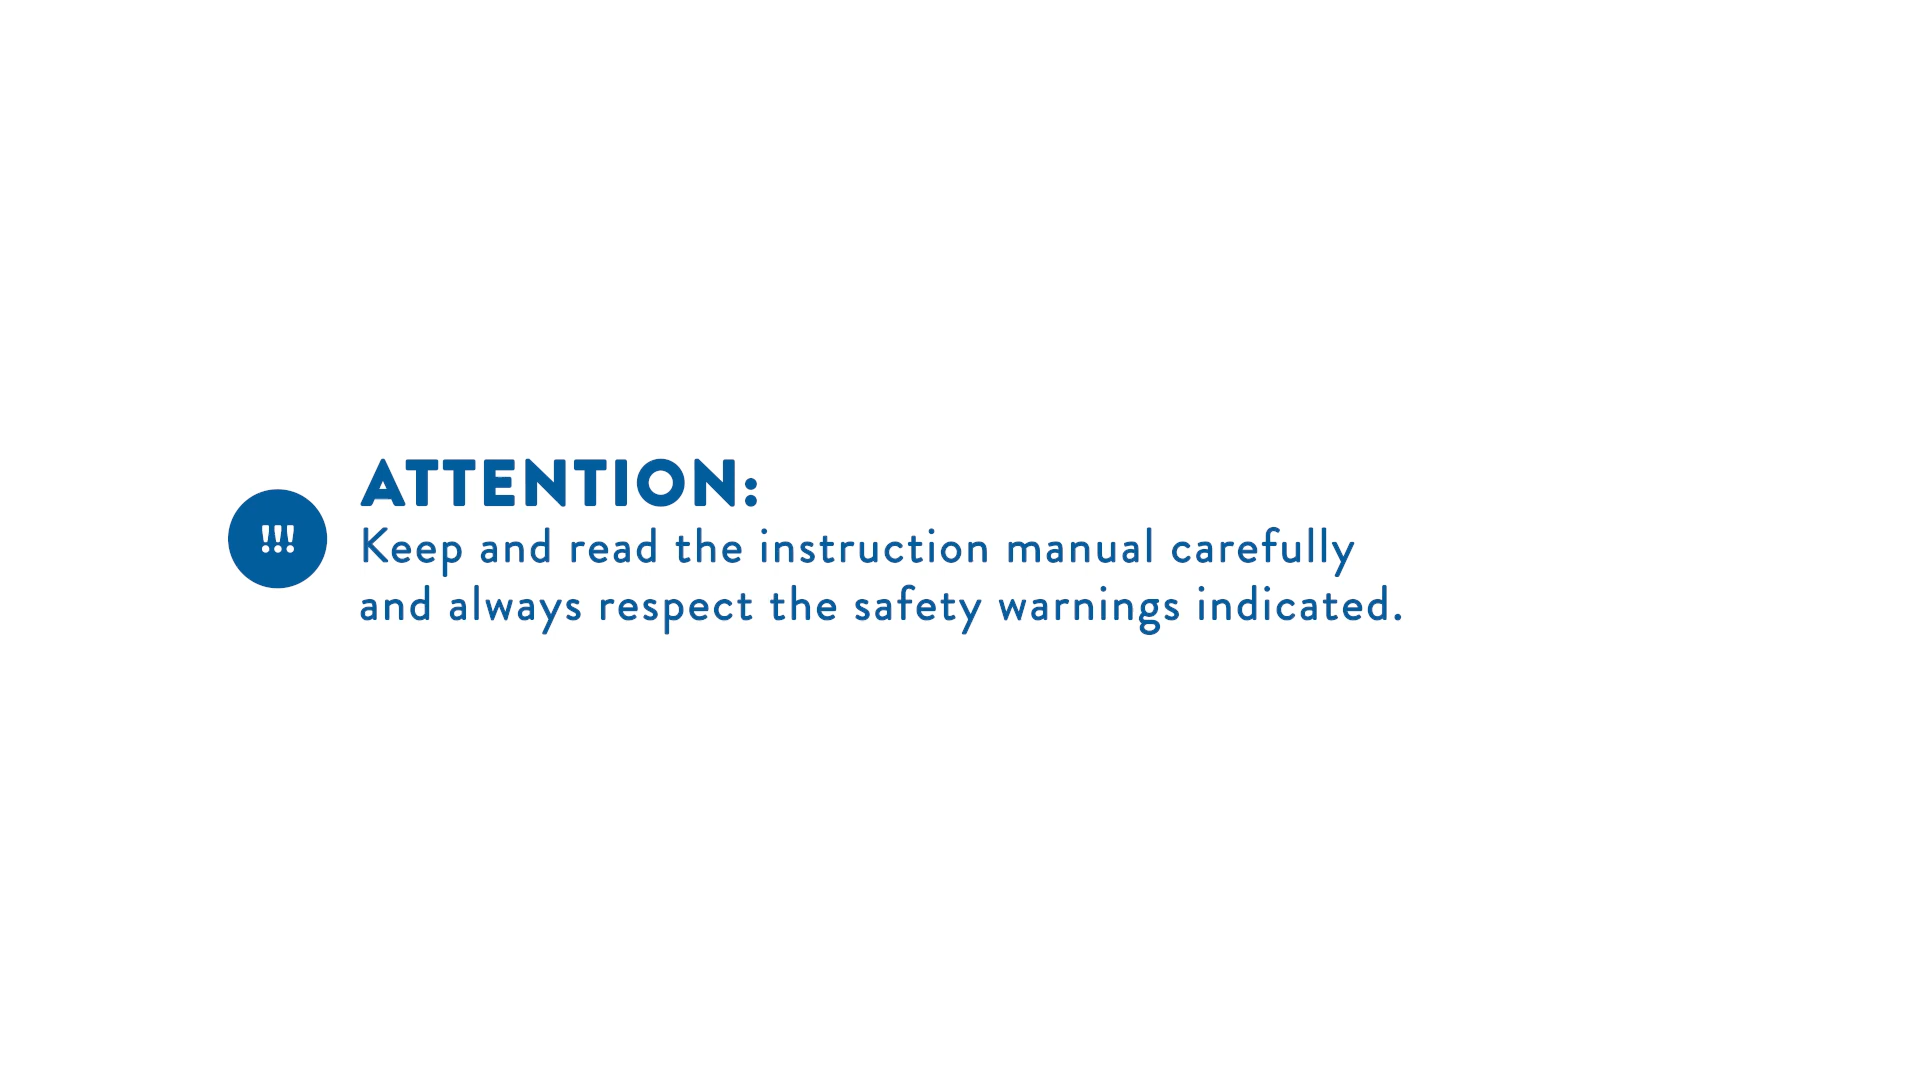 !!!
ATTENTION:
Keep and read the instruction manual carefully
and always respect the safety warnings indicated.